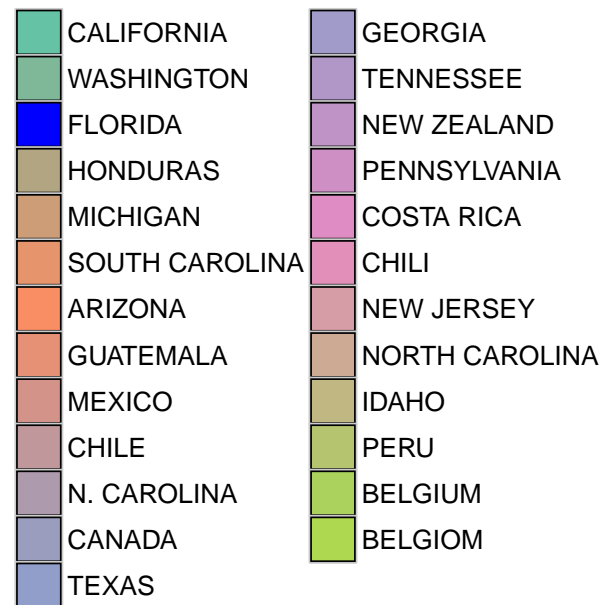 CALIFORNIA
WASHINGTON
FLORIDA
HONDURAS
MICHIGAN
SOUTH CAROLINA
ARIZONA
GUATEMALA
MEXICO
CHILE
N. CAROLINA
CANADA
TEXAS
GEORGIA
TENNESSEE
NEW ZEALAND
PENNSYLVANIA
COSTA RICA
CHILI
NEW JERSEY
NORTH CAROLINA
IDAHO
PERU
BELGIUM
BELGIOM